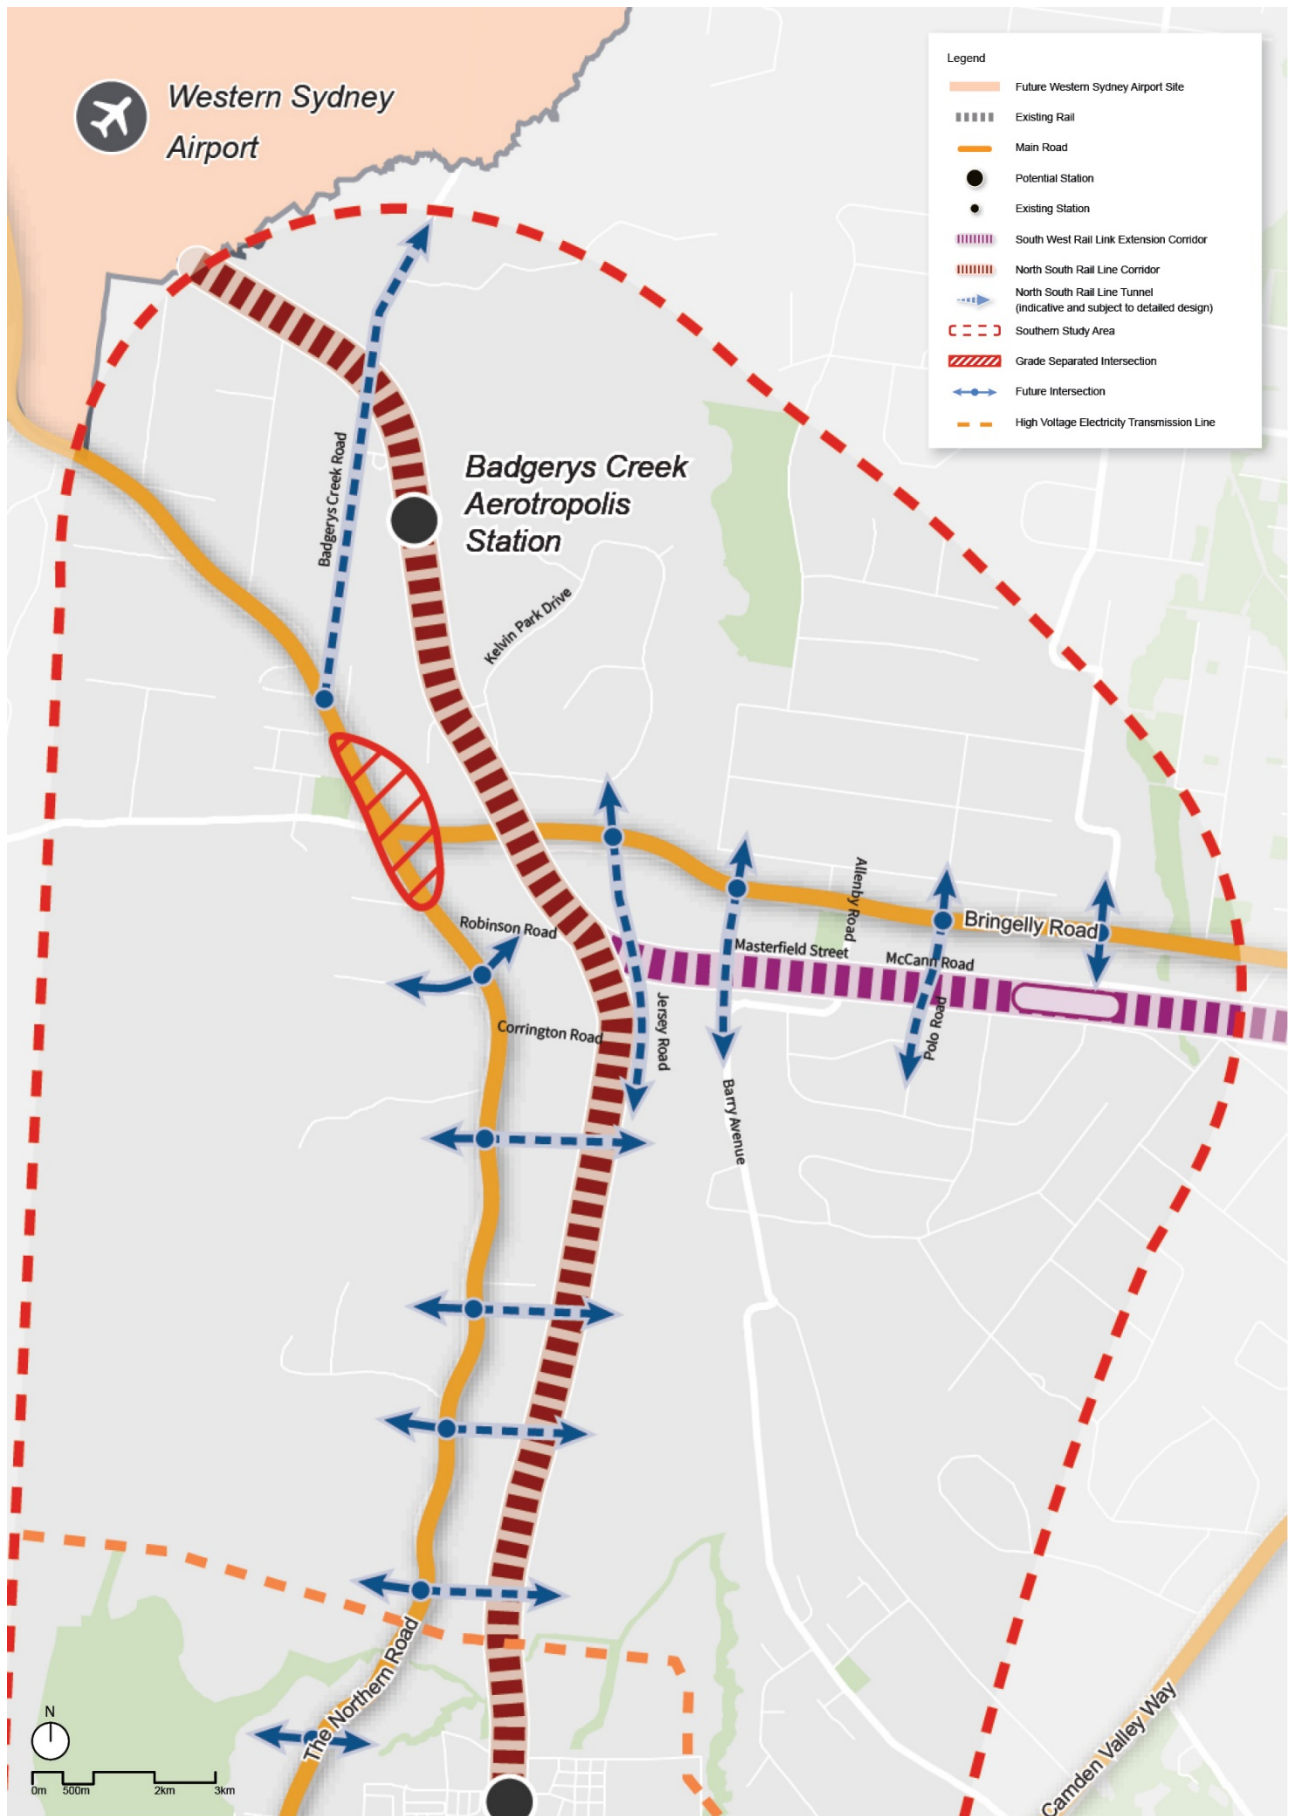 Western Sydney
Airport
Legend
Future Western Sydney Airport Site
Existing Rail
Main Road
Potential Station
Existing Station
South West Rail Link Extension Corridor
North South Rail Line Corridor
North South Rail Line Tunnel
(indicative and subject to detailed design)
Southern Study Area
Grade Separated Intersection
Future Intersection
High Voltage Electricity Transmission Line
Badgerys Creek Road
Badgerys Creek
Aerotropolis
Station
Kelvin Park Drive
Allenby Road
Robinson Road
Bringelly Road
Masterfield Street
McCann Road
Corrington Road
Jersey Road
Polo Road
Barry Avenue
The Northern Road
Camden Valley Way
N
0m 500m 2km 3km